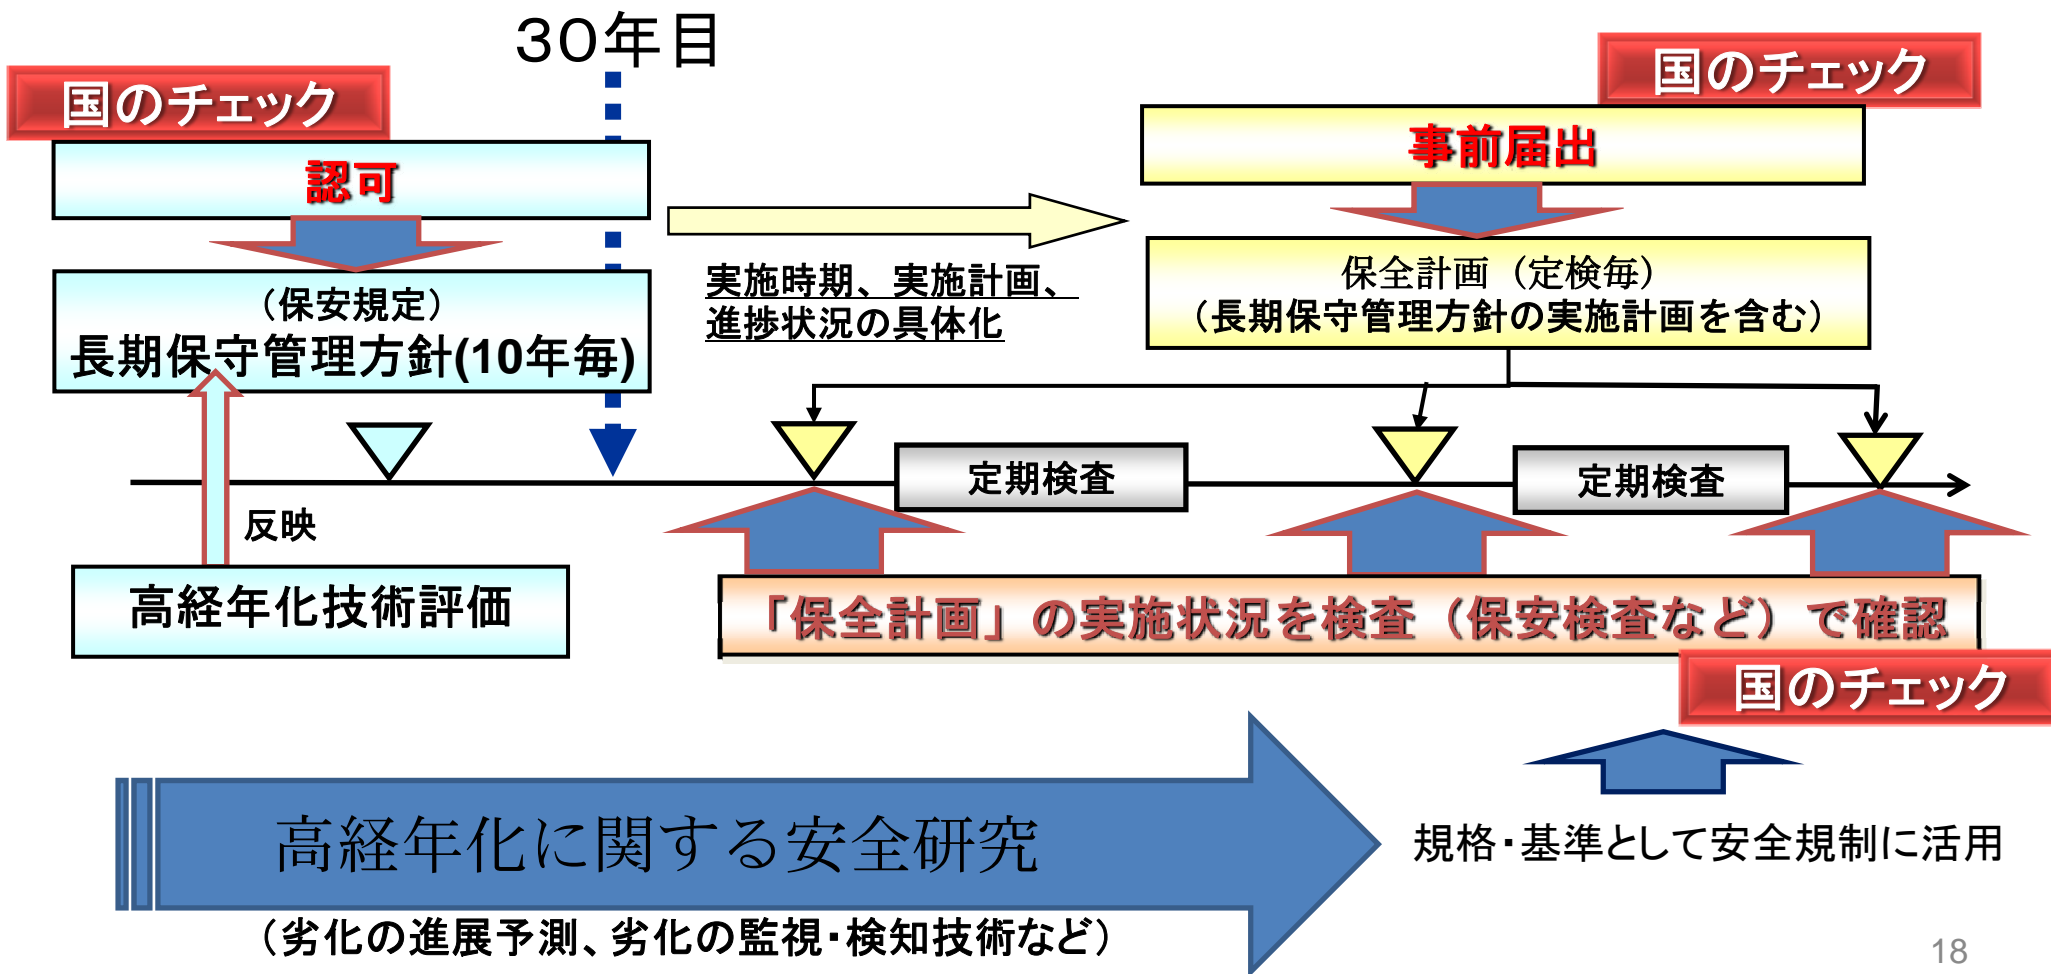 ３０年目
国のチェック
国のチェック
認可
事前届出
（保安規定）
長期保守管理方針(10年毎)
実施時期、実施計画、
進捗状況の具体化
保全計画（定検毎）
（長期保守管理方針の実施計画を含む）
定期検査
定期検査
反映
高経年化技術評価
「保全計画」の実施状況を検査（保安検査など）で確認
国のチェック
高経年化に関する安全研究
規格・基準として安全規制に活用
（劣化の進展予測、劣化の監視・検知技術など）
18